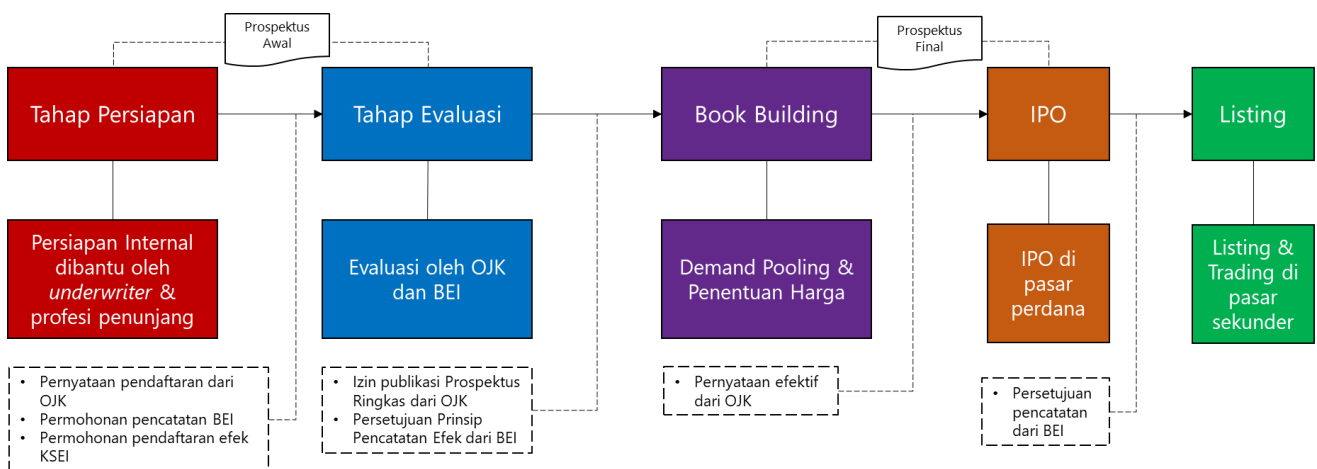 Prospektus
Awal
Prospektus
Final
Tahap Persiapan
Tahap Evaluasi
Book Building
IPO
Listing
Persiapan Internal
dibantu oleh
underwriter &
profesi penunjang
Evaluasi oleh OJK
dan BEI
Demand Pooling &
Penentuan Harga
IPO di
pasar
perdana
Listing &
Trading di
pasar
sekunder
• Pernyataan pendaftaran dari
OJK
• Permohonan pencatatan BEI
• Permohonan pendaftaran efek
KSEI
• Izin publikasi Prospektus
Ringkas dari OJK
• Persetujuan Prinsip
Pencatatan Efek dari BEI
• Pernyataan efektif
dari OJK
• Persetujuan
pencatatan
dari BEI